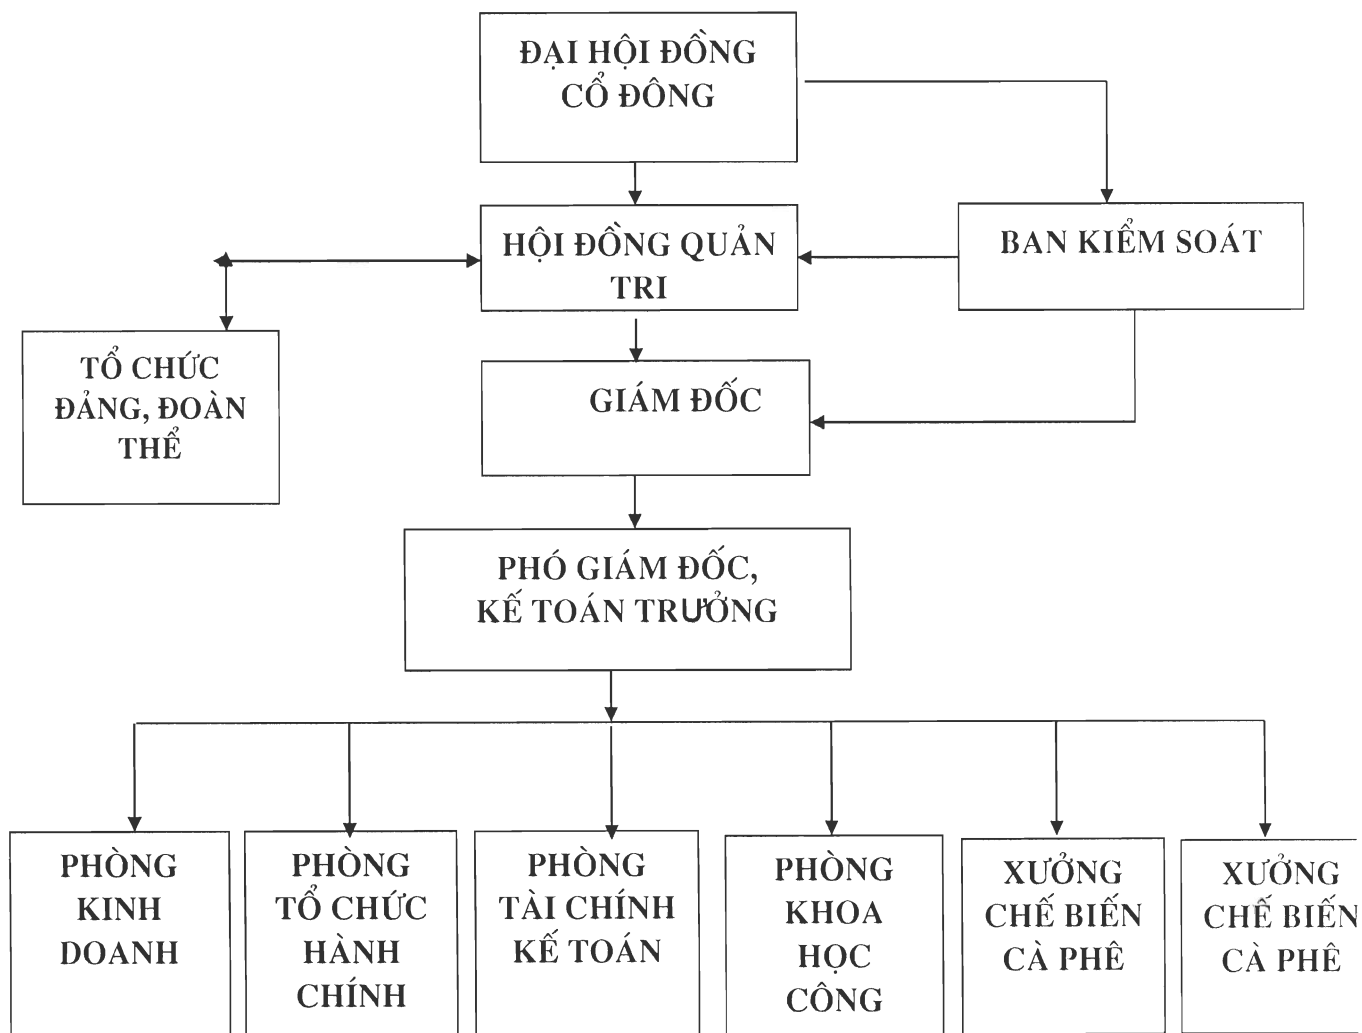 ĐẠI HỘI ĐỒNG
CỔ ĐÔNG
HỘI ĐỒNG QUẢN
TRI
BAN KIỂM SOÁT
TỔ CHỨC
ĐẢNG, ĐOÀN
THỂ
GIÁM ĐỐC
PHÓ GIÁM ĐỐC,
KẾ TOÁN TRƯỞNG
PHÒNG
KINH
DOANH
PHÒNG
TỔ CHỨC
HÀNH
CHÍNH
PHÒNG
TÀI CHÍNH
KẾ TOÁN
PHÒNG
KHOA
HỌC
CÔNG
XƯỞNG
CHẾ BIẾN
CÀ PHÊ
XƯỞNG
CHẾ BIẾN
CÀ PHÊ